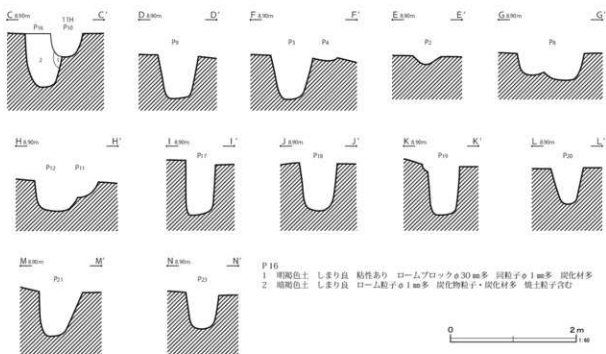 C 8.90m C'
P16 11H P10
2 1
D 8.90m D'
P9
F 8.90m F'
P3 P4
E 8.90m E'
P2
G 8.90m G'
P8
H 8.90m H'
P12 P11
I 8.90m I'
P17
J 8.90m J'
P18
K 8.90m K'
P19
L 8.90m L'
P20
M 8.90m M'
P21
N 8.90m N'
P23
P16
1 明褐色土 しまり良 粘性あり ロームブロックφ30㎜多 同粒子φ1㎜多 炭化材多
2 暗褐色土 しまり良 ローム粒子φ1㎜多 炭化物粒子・炭化材多 焼土粒子含む
0 2m
1:60